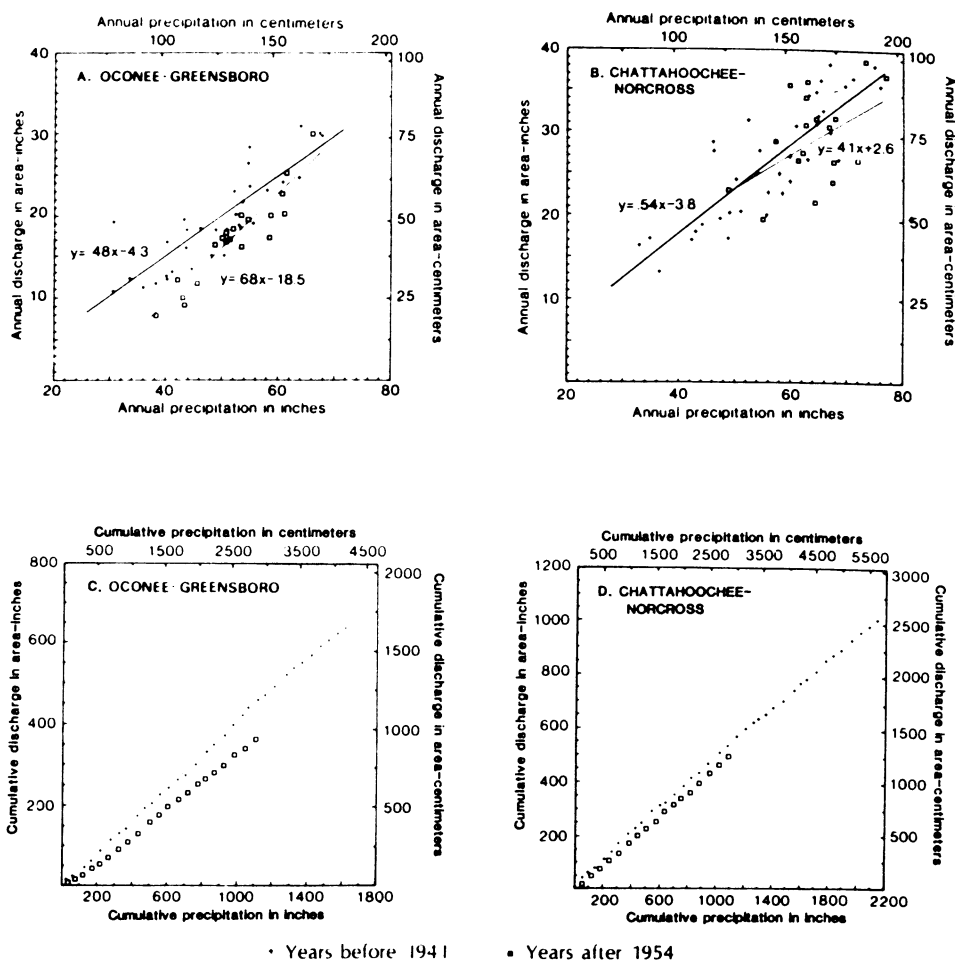 Annual precipitation in centimeters
100 150 200
40 100
A. OCONEE-GREENSBORO
30 75
20 50
y= 48x-4.3
y= 68x-18.5
10 25
20 40 60 80
Annual precipitation in inches
Annual discharge in area-inches
Annual discharge in area-centimeters
Annual precipitation in centimeters
100 150 200
40 100
B. CHATTAHOOCHEE-
NORCROSS
30 75
y= 41x+2.6
y= .54x-3.8
20 50
10 25
20 40 60 80
Annual precipitation in inches
Annual discharge in area-inches
Annual discharge in area-centimeters
Cumulative precipitation in centimeters
500 1500 2500 3500 4500
800 2000
C. OCONEE-GREENSBORO
600 1500
400 1000
200 500
200 600 1000 1400 1800
Cumulative precipitation in inches
Cumulative discharge in area-inches
Cumulative discharge in area-centimeters
Cumulative precipitation in centimeters
500 1500 2500 3500 4500 5500
1200 3000
D. CHATTAHOOCHEE-
NORCROSS
1000 2500
800 2000
600 1500
400 1000
200 500
200 600 1000 1400 1800 2200
Cumulative precipitation in inches
Cumulative discharge in area-inches
Cumulative discharge in area-centimeters
Years before 1941
Years after 1954